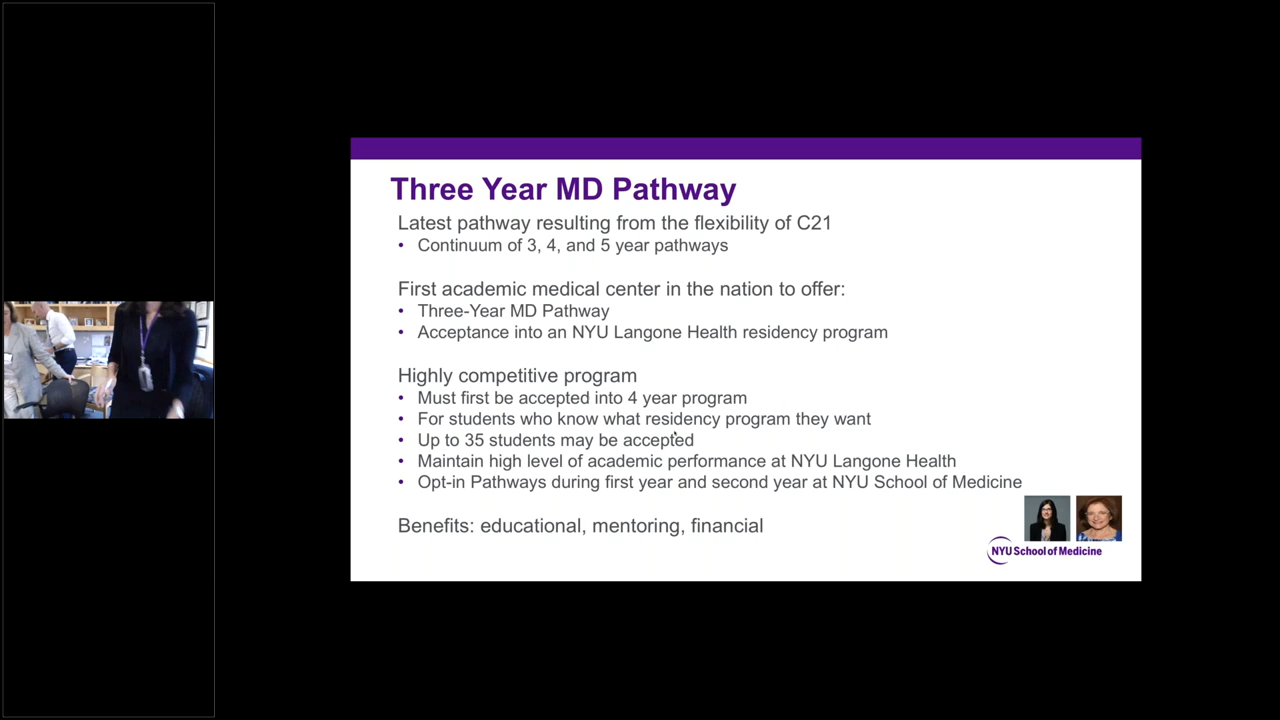 Three Year MD Pathway
Latest pathway resulting from the flexibility of C21
• Continuum of 3, 4, and 5 year pathways
First academic medical center in the nation to offer:
• Three-Year MD Pathway
• Acceptance into an NYU Langone Health residency program
Highly competitive program
• Must first be accepted into 4 year program
• For students who know what residency program they want
• Up to 35 students may be accepted
• Maintain high level of academic performance at NYU Langone Health
• Opt-in Pathways during first year and second year at NYU School of Medicine
Benefits: educational, mentoring, financial
NYU School of Medicine